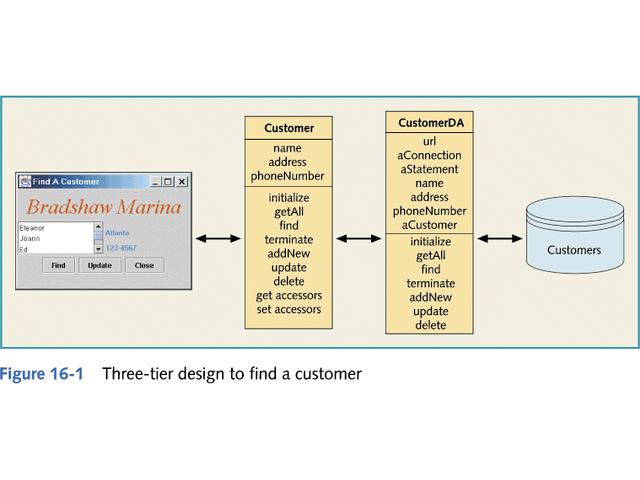 Find A Customer
Bradshaw Marina
Eleanor
Joann
Ed
Atlanta
123-4567
Find Update Close
Customer
name
address
phoneNumber
initialize
getAll
find
terminate
addNew
update
delete
get accessors
set accessors
CustomerDA
url
aConnection
aStatement
name
address
phoneNumber
aCustomer
initialize
getAll
find
terminate
addNew
update
delete
Customers
Figure 16-1 Three-tier design to find a customer